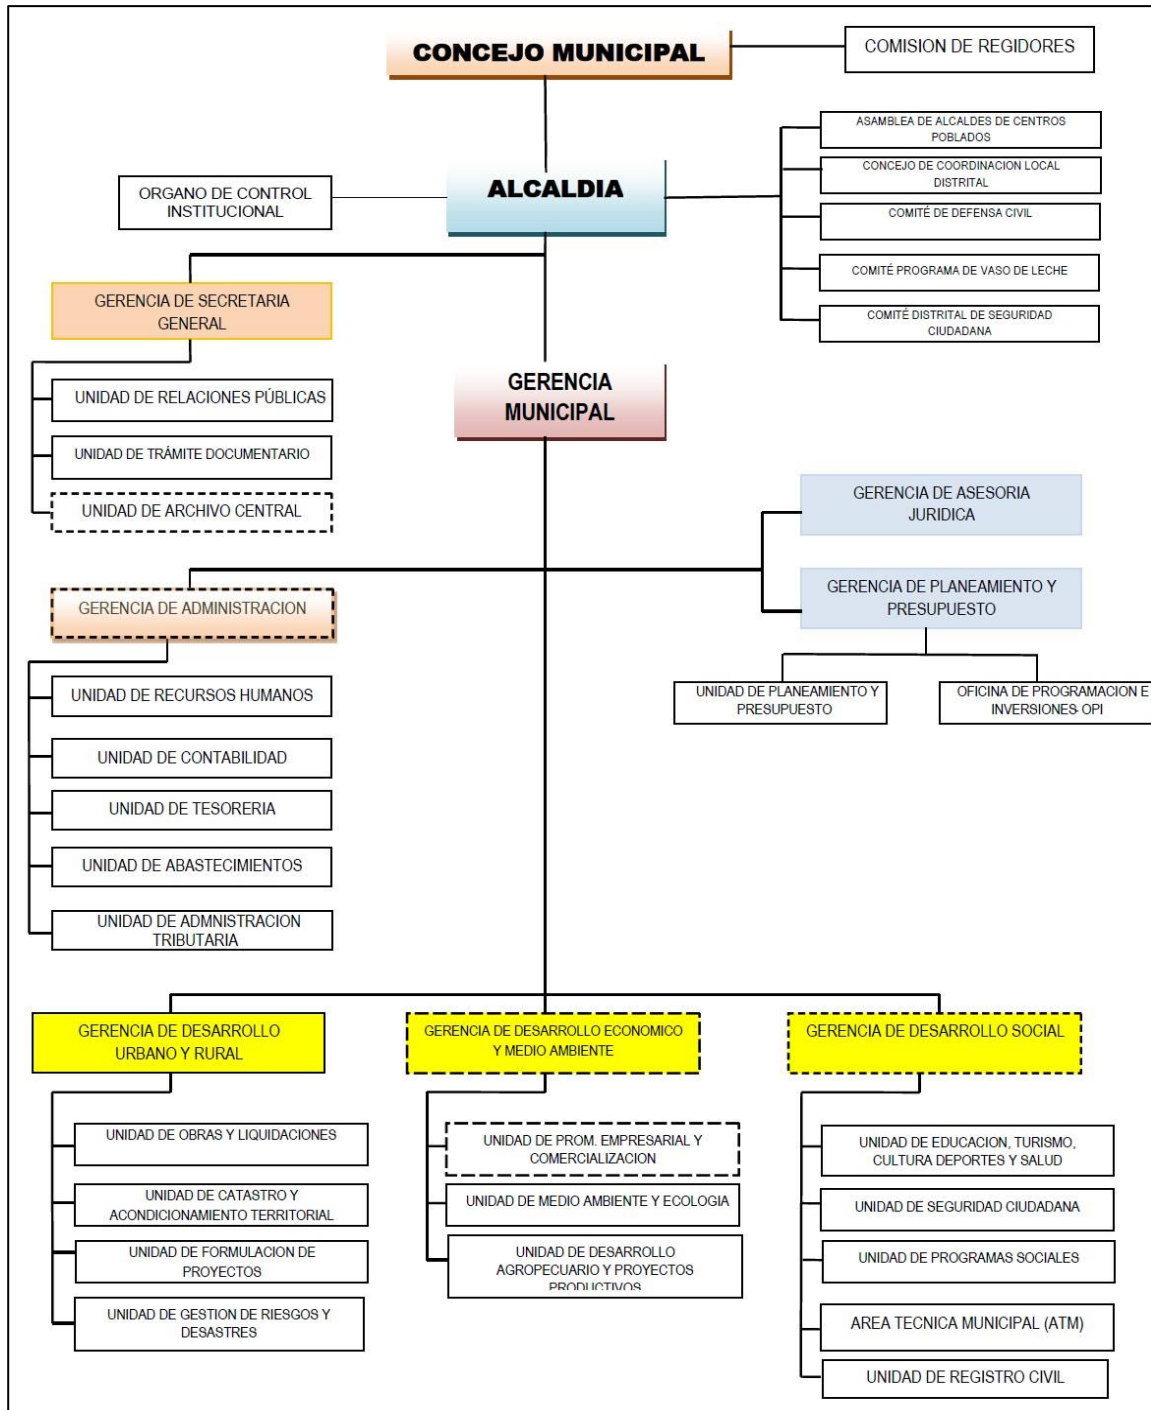 CONCEJO MUNICIPAL
COMISION DE REGIDORES
ALCALDIA
ORGANO DE CONTROL
INSTITUCIONAL
ASAMBLEA DE ALCALDES DE CENTROS
POBLADOS
CONCEJO DE COORDINACION LOCAL
DISTRITAL
COMITÉ DE DEFENSA CIVIL
COMITÉ PROGRAMA DE VASO DE LECHE
COMITÉ DISTRITAL DE SEGURIDAD
CIUDADANA
GERENCIA DE SECRETARIA
GENERAL
UNIDAD DE RELACIONES PÚBLICAS
UNIDAD DE TRÁMITE DOCUMENTARIO
UNIDAD DE ARCHIVO CENTRAL
GERENCIA
MUNICIPAL
GERENCIA DE ASESORIA
JURIDICA
GERENCIA DE PLANEAMIENTO Y
PRESUPUESTO
UNIDAD DE PLANEAMIENTO Y
PRESUPUESTO
OFICINA DE PROGRAMACION E
INVERSIONES- OPI
GERENCIA DE ADMINISTRACION
UNIDAD DE RECURSOS HUMANOS
UNIDAD DE CONTABILIDAD
UNIDAD DE TESORERIA
UNIDAD DE ABASTECIMIENTOS
UNIDAD DE ADMNISTRACION
TRIBUTARIA
GERENCIA DE DESARROLLO
URBANO Y RURAL
UNIDAD DE OBRAS Y LIQUIDACIONES
UNIDAD DE CATASTRO Y
ACONDICIONAMIENTO TERRITORIAL
UNIDAD DE FORMULACION DE
PROYECTOS
UNIDAD DE GESTION DE RIESGOS Y
DESASTRES
GERENCIA DE DESARROLLO ECONOMICO
Y MEDIO AMBIENTE
UNIDAD DE PROM. EMPRESARIAL Y
COMERCIALIZACION
UNIDAD DE MEDIO AMBIENTE Y ECOLOGIA
UNIDAD DE DESARROLLO
AGROPECUARIO Y PROYECTOS
PRODUCTIVOS
GERENCIA DE DESARROLLO SOCIAL
UNIDAD DE EDUCACION, TURISMO,
CULTURA DEPORTES Y SALUD
UNIDAD DE SEGURIDAD CIUDADANA
UNIDAD DE PROGRAMAS SOCIALES
AREA TECNICA MUNICIPAL (ATM)
UNIDAD DE REGISTRO CIVIL